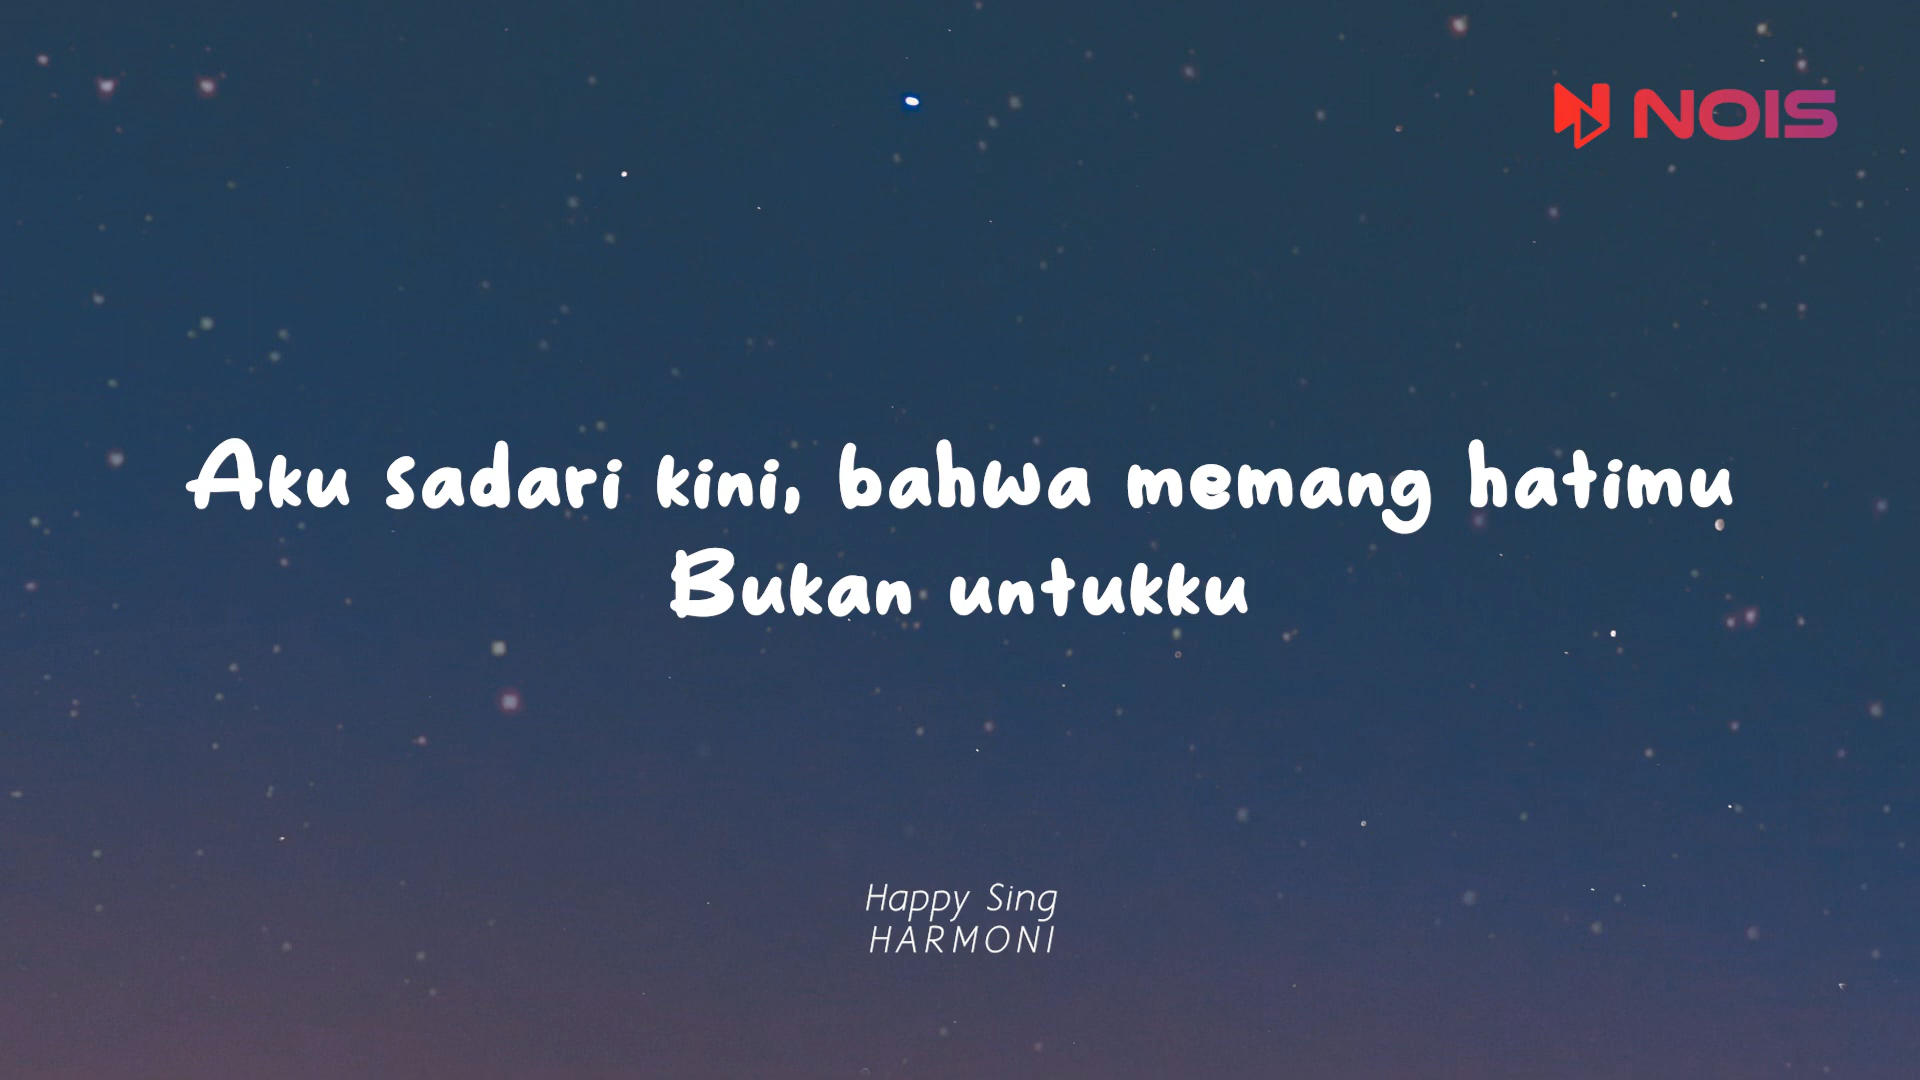 NOIS
Aku sadari kini, bahwa memang hatimu
Bukan untukku
Happy Sing
HARMONI